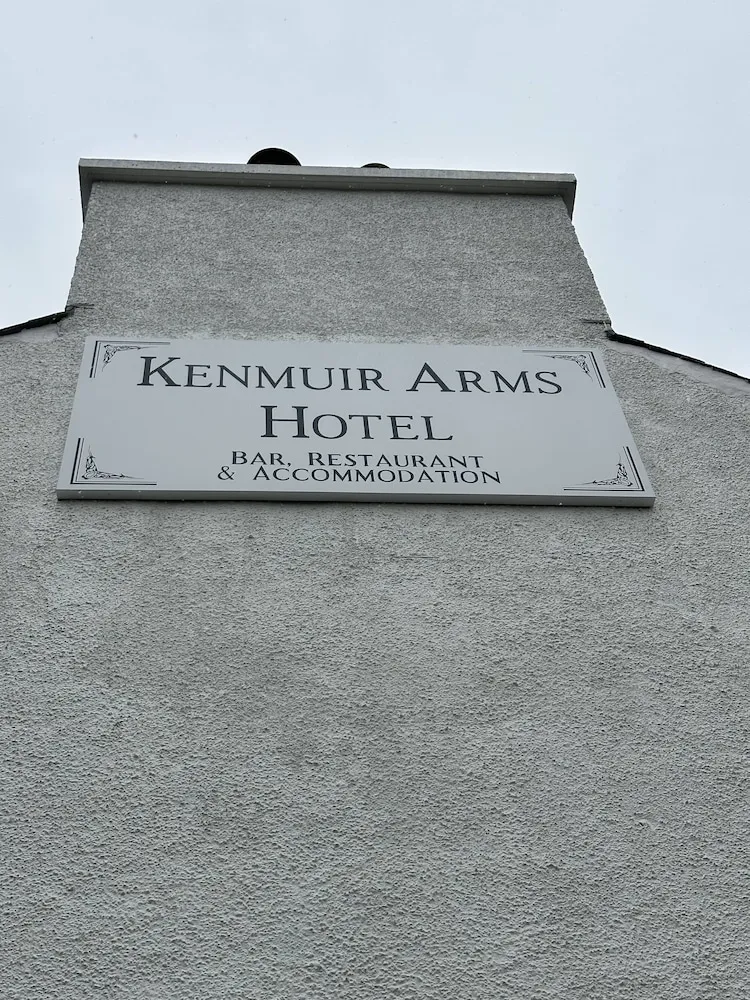 Kenmuir Arms
Hotel
Bar, Restaurant
& Accommodation